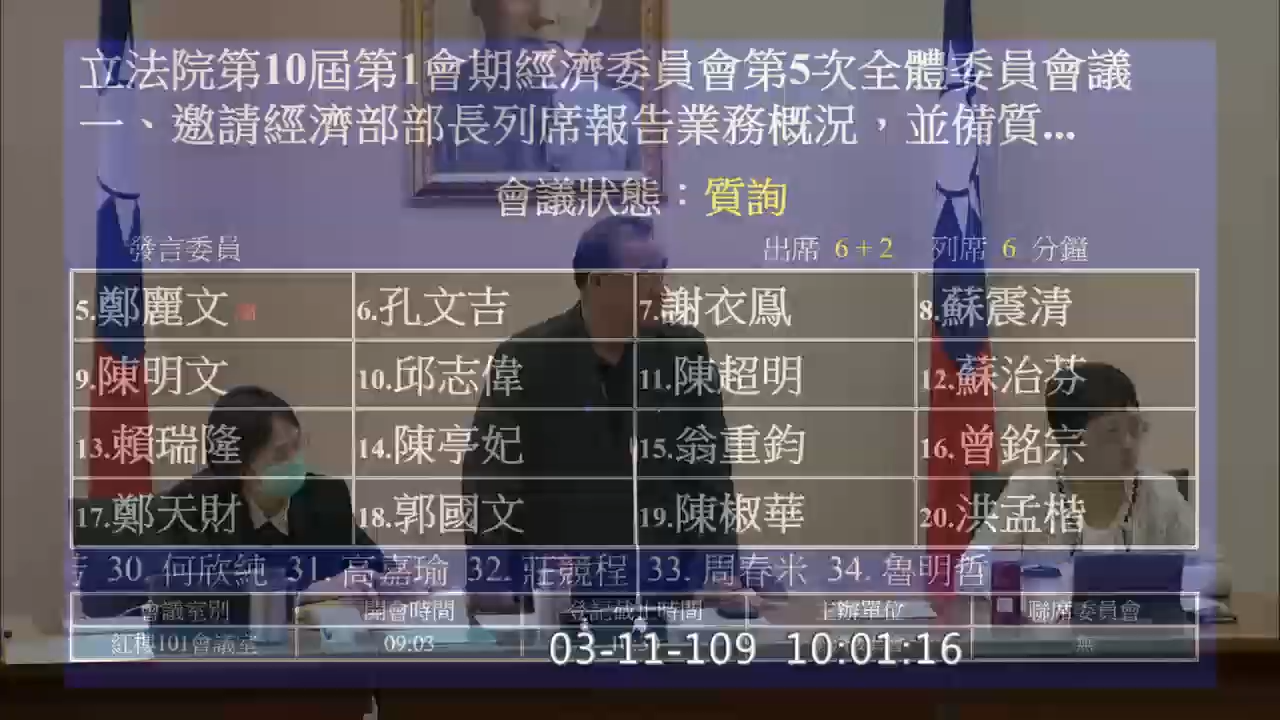 立法院第10屆第1會期經濟委員會第5次全體委員會議
一、邀請經濟部部長列席報告業務概況，並備質...
會議狀態：質詢
發言委員 出席 6+2 列席 6 分鐘
5.鄭麗文 6.孔文吉 7.謝衣鳳 8.蘇震清
9.陳明文 10.邱志偉 11.陳超明 12.蘇治芬
13.賴瑞隆 14.陳亭妃 15.翁重鈞 16.曾銘宗
17.鄭天財 18.郭國文 19.陳椒華 20.洪孟楷
30. 何欣純 31. 高嘉瑜 32. 莊競程 33. 周春米 34. 魯明哲
會議室別 開會時間 登記截止時間 主辦單位 聯席委員會
紅樓101會議室 09:03 無
03-11-109 10:01:16